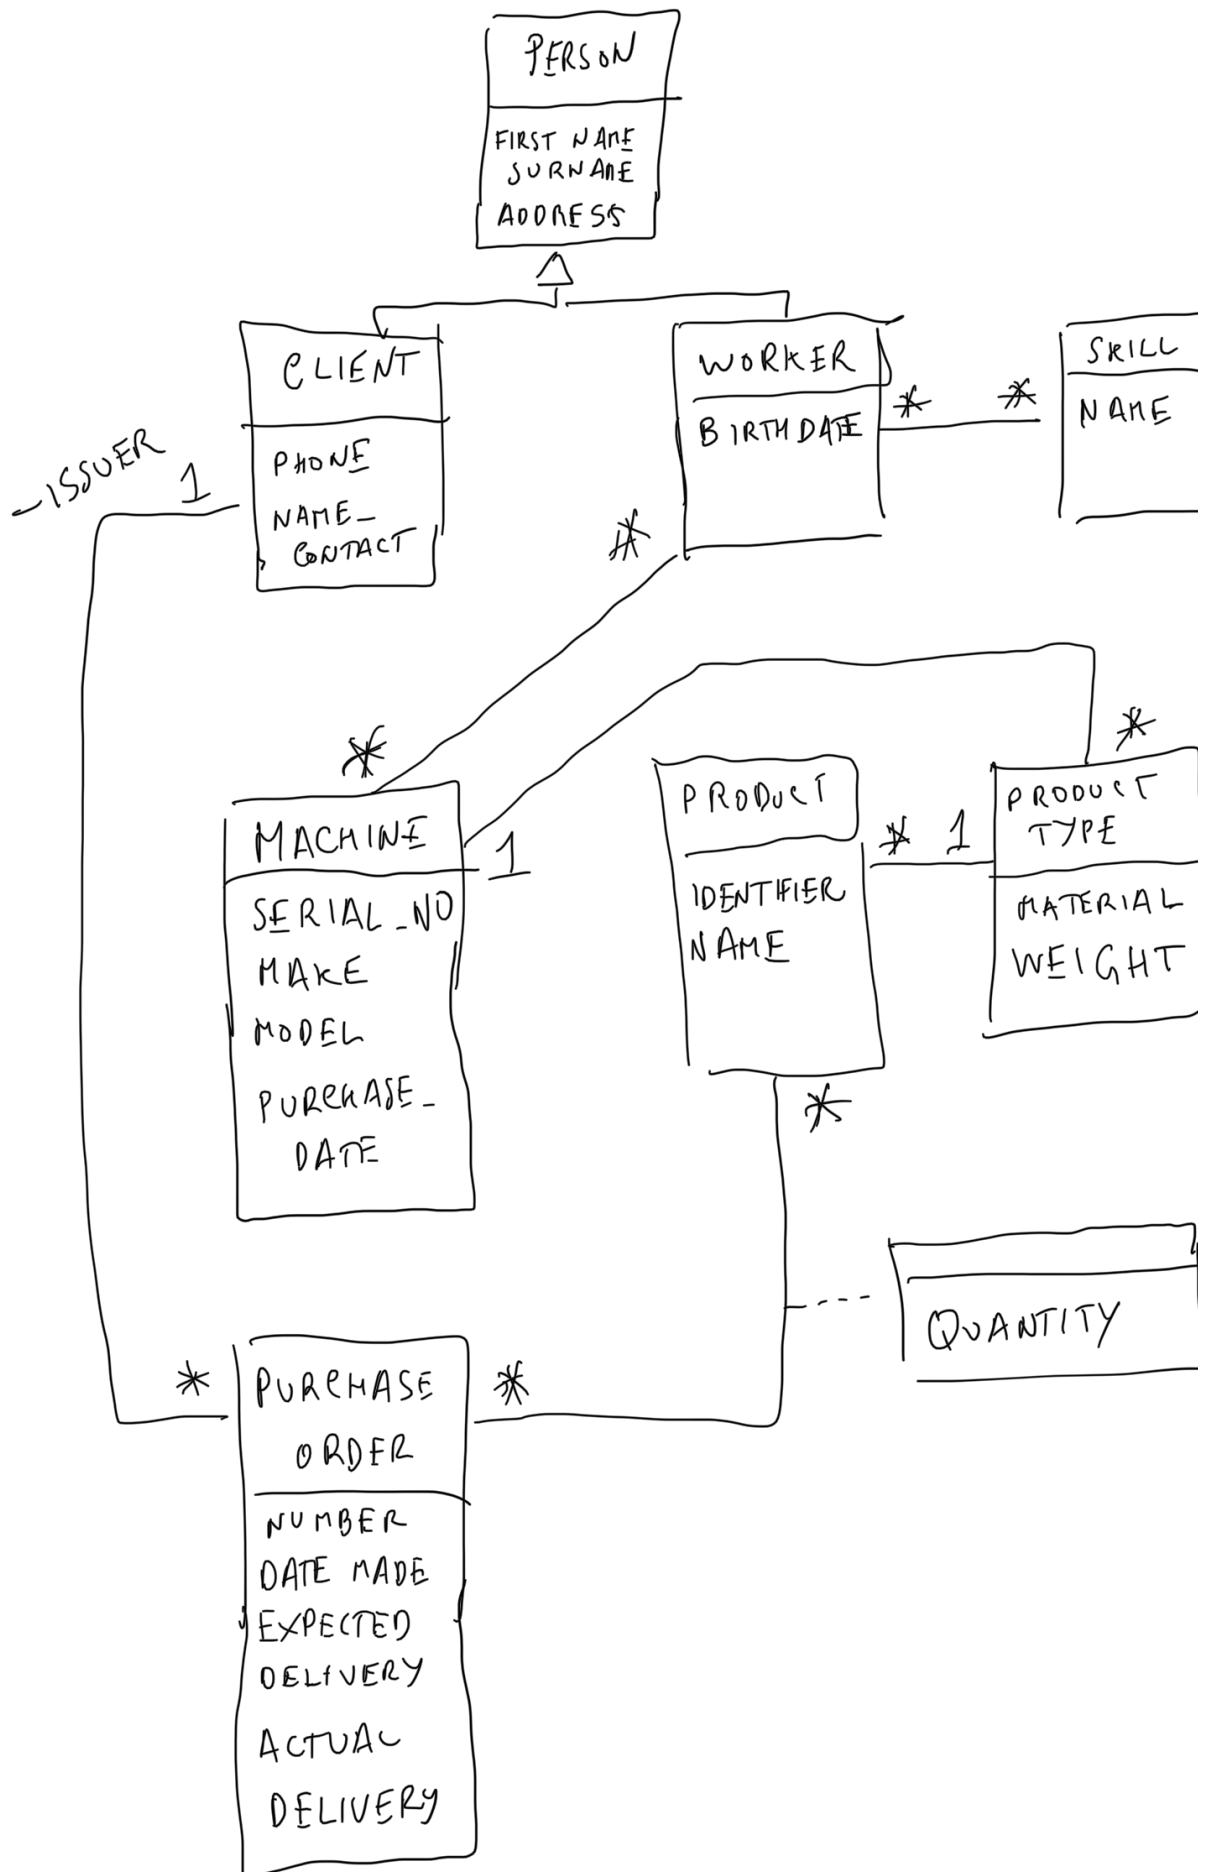 PERSON
FIRST NAME
SURNAME
ADDRESS
CLIENT
PHONE
NAME_
CONTACT
-ISSUER
1
WORKER
BIRTHDATE
*
*
SKILL
NAME
*
*
MACHINE
1
SERIAL_NO
MAKE
MODEL
PURCHASE_
DATE
PRODUCT
IDENTIFIER
NAME
*
1
*
PRODUCT
TYPE
MATERIAL
WEIGHT
*
QUANTITY
*
PURCHASE
ORDER
*
NUMBER
DATE MADE
EXPECTED
DELIVERY
ACTUAL
DELIVERY